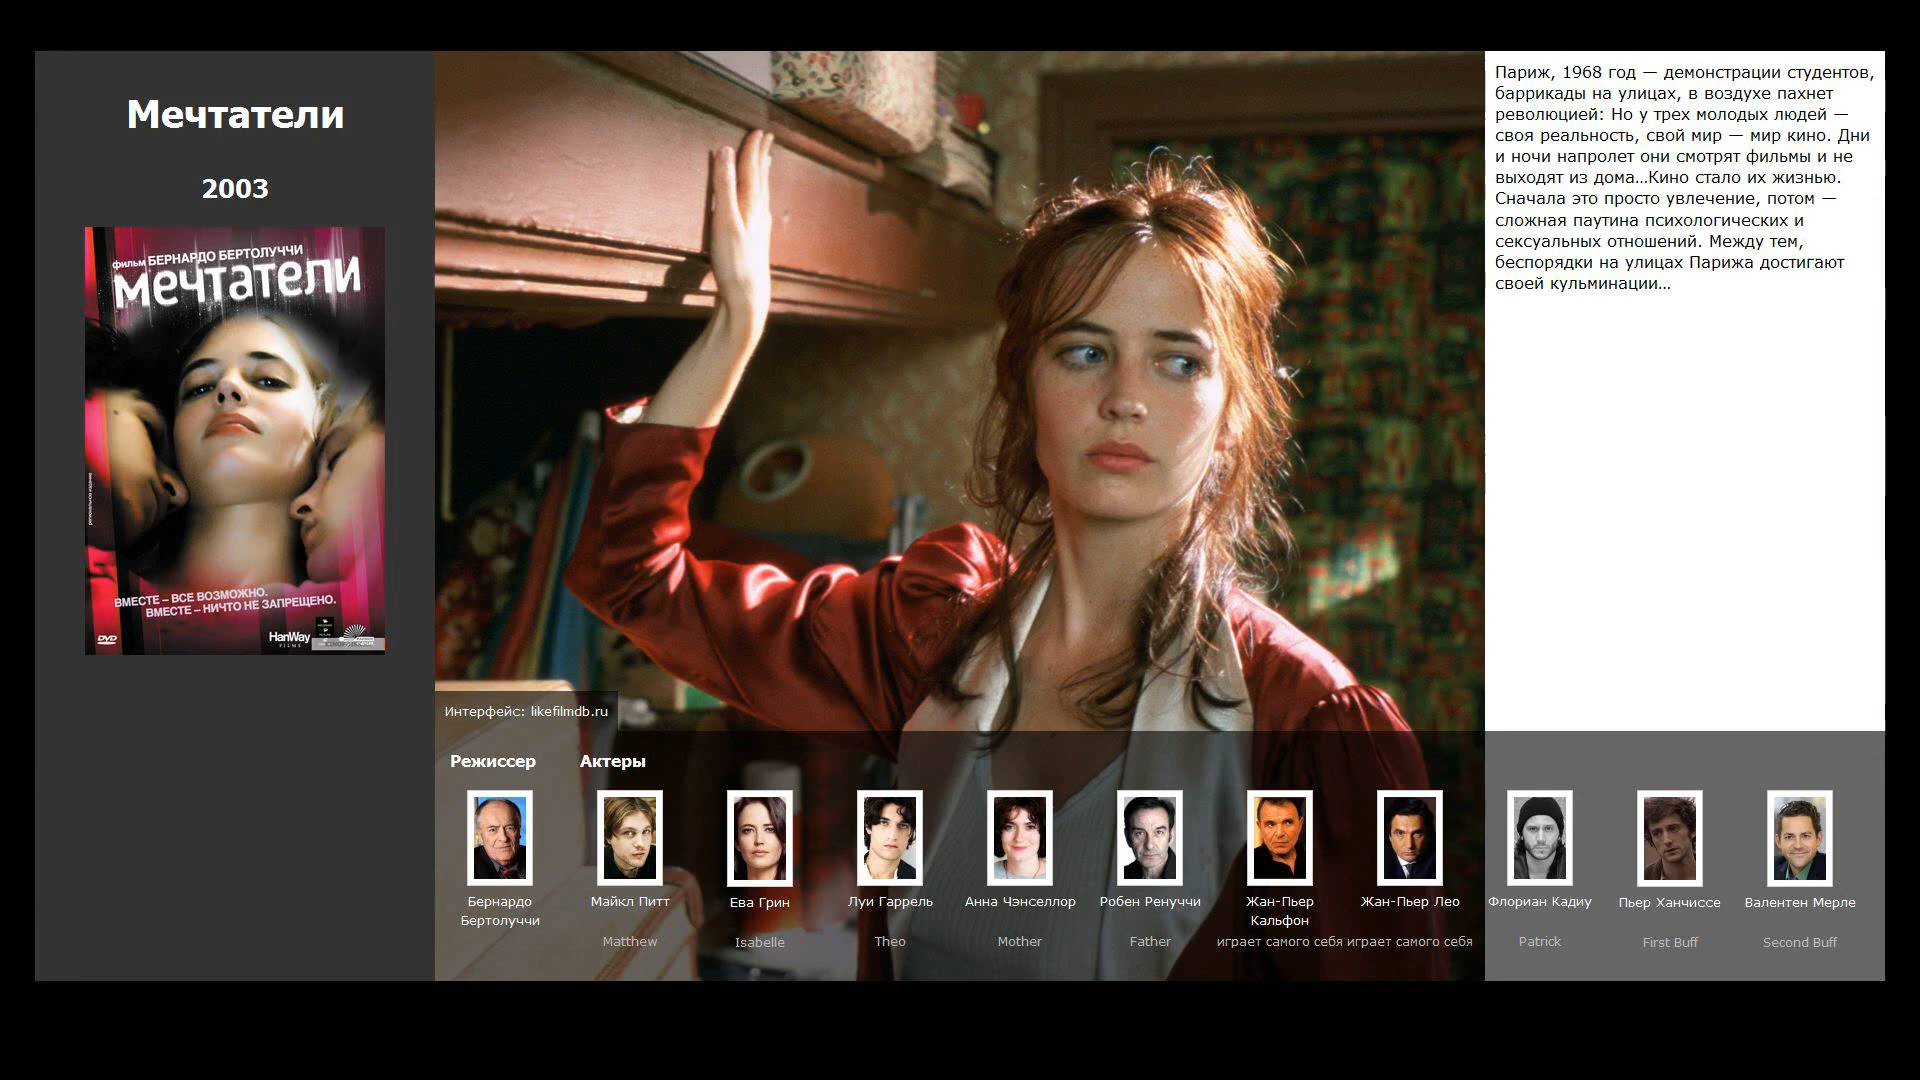 Мечтатели
2003
фильм БЕРНАРДО БЕРТОЛУЧЧИ
мечтатели
ВМЕСТЕ – ВСЕ ВОЗМОЖНО.
ВМЕСТЕ – НИЧТО НЕ ЗАПРЕЩЕНО.
DVD
HanWay
FILMS
Париж, 1968 год — демонстрации студентов,
баррикады на улицах, в воздухе пахнет
революцией: Но у трех молодых людей —
своя реальность, свой мир — мир кино. Дни
и ночи напролет они смотрят фильмы и не
выходят из дома…Кино стало их жизнью.
Сначала это просто увлечение, потом —
сложная паутина психологических и
сексуальных отношений. Между тем,
беспорядки на улицах Парижа достигают
своей кульминации…
Интерфейс: likefilmdb.ru
Режиссер
Актеры
Бернардо
Бертолуччи
Майкл Питт
Matthew
Ева Грин
Isabelle
Луи Гаррель
Theo
Анна Чэнселлор
Mother
Робен Ренуччи
Father
Жан-Пьер
Кальфон
играет самого себя
Жан-Пьер Лео
играет самого себя
Флориан Кадиу
Patrick
Пьер Ханчиссе
First Buff
Валентен Мерле
Second Buff